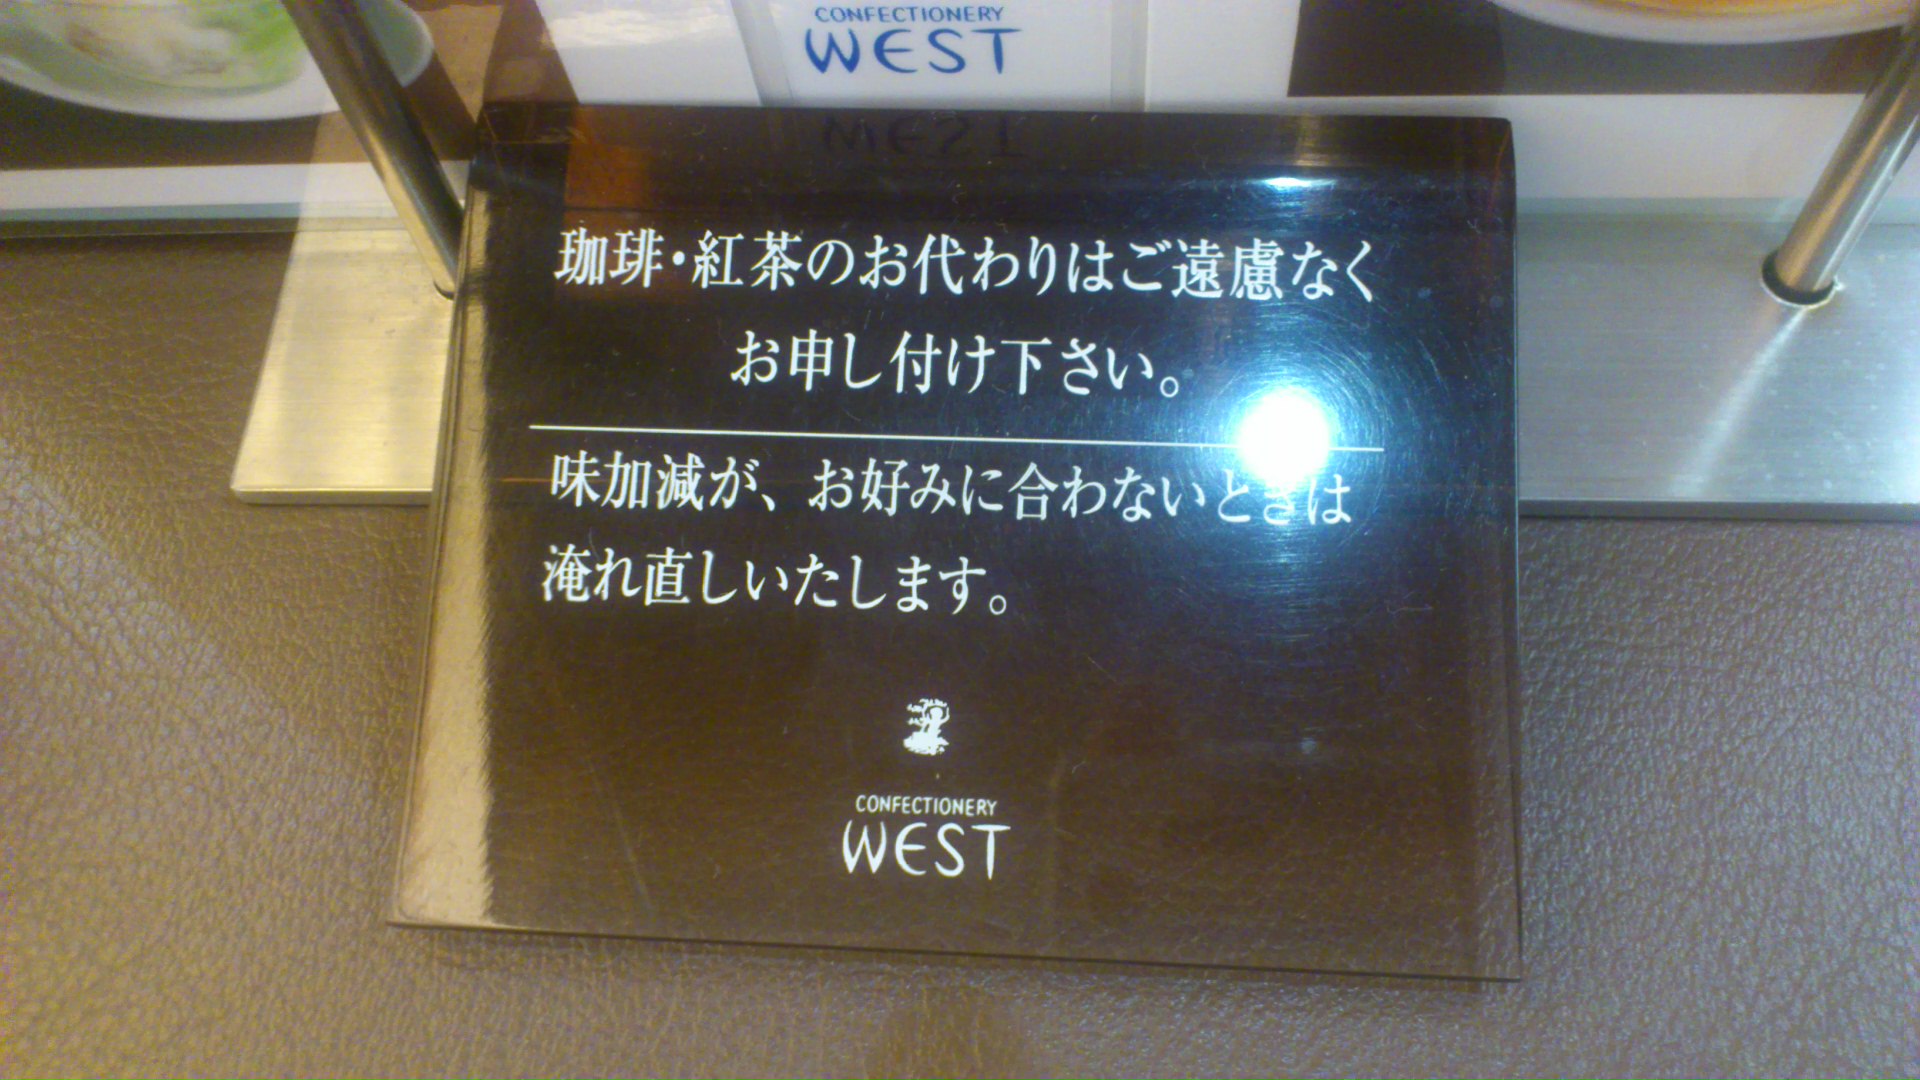 CONFECTIONERY
WEST
珈琲・紅茶のお代わりはご遠慮なく
お申し付け下さい。
味加減が、お好みに合わないときは
淹れ直しいたします。
CONFECTIONERY
WEST